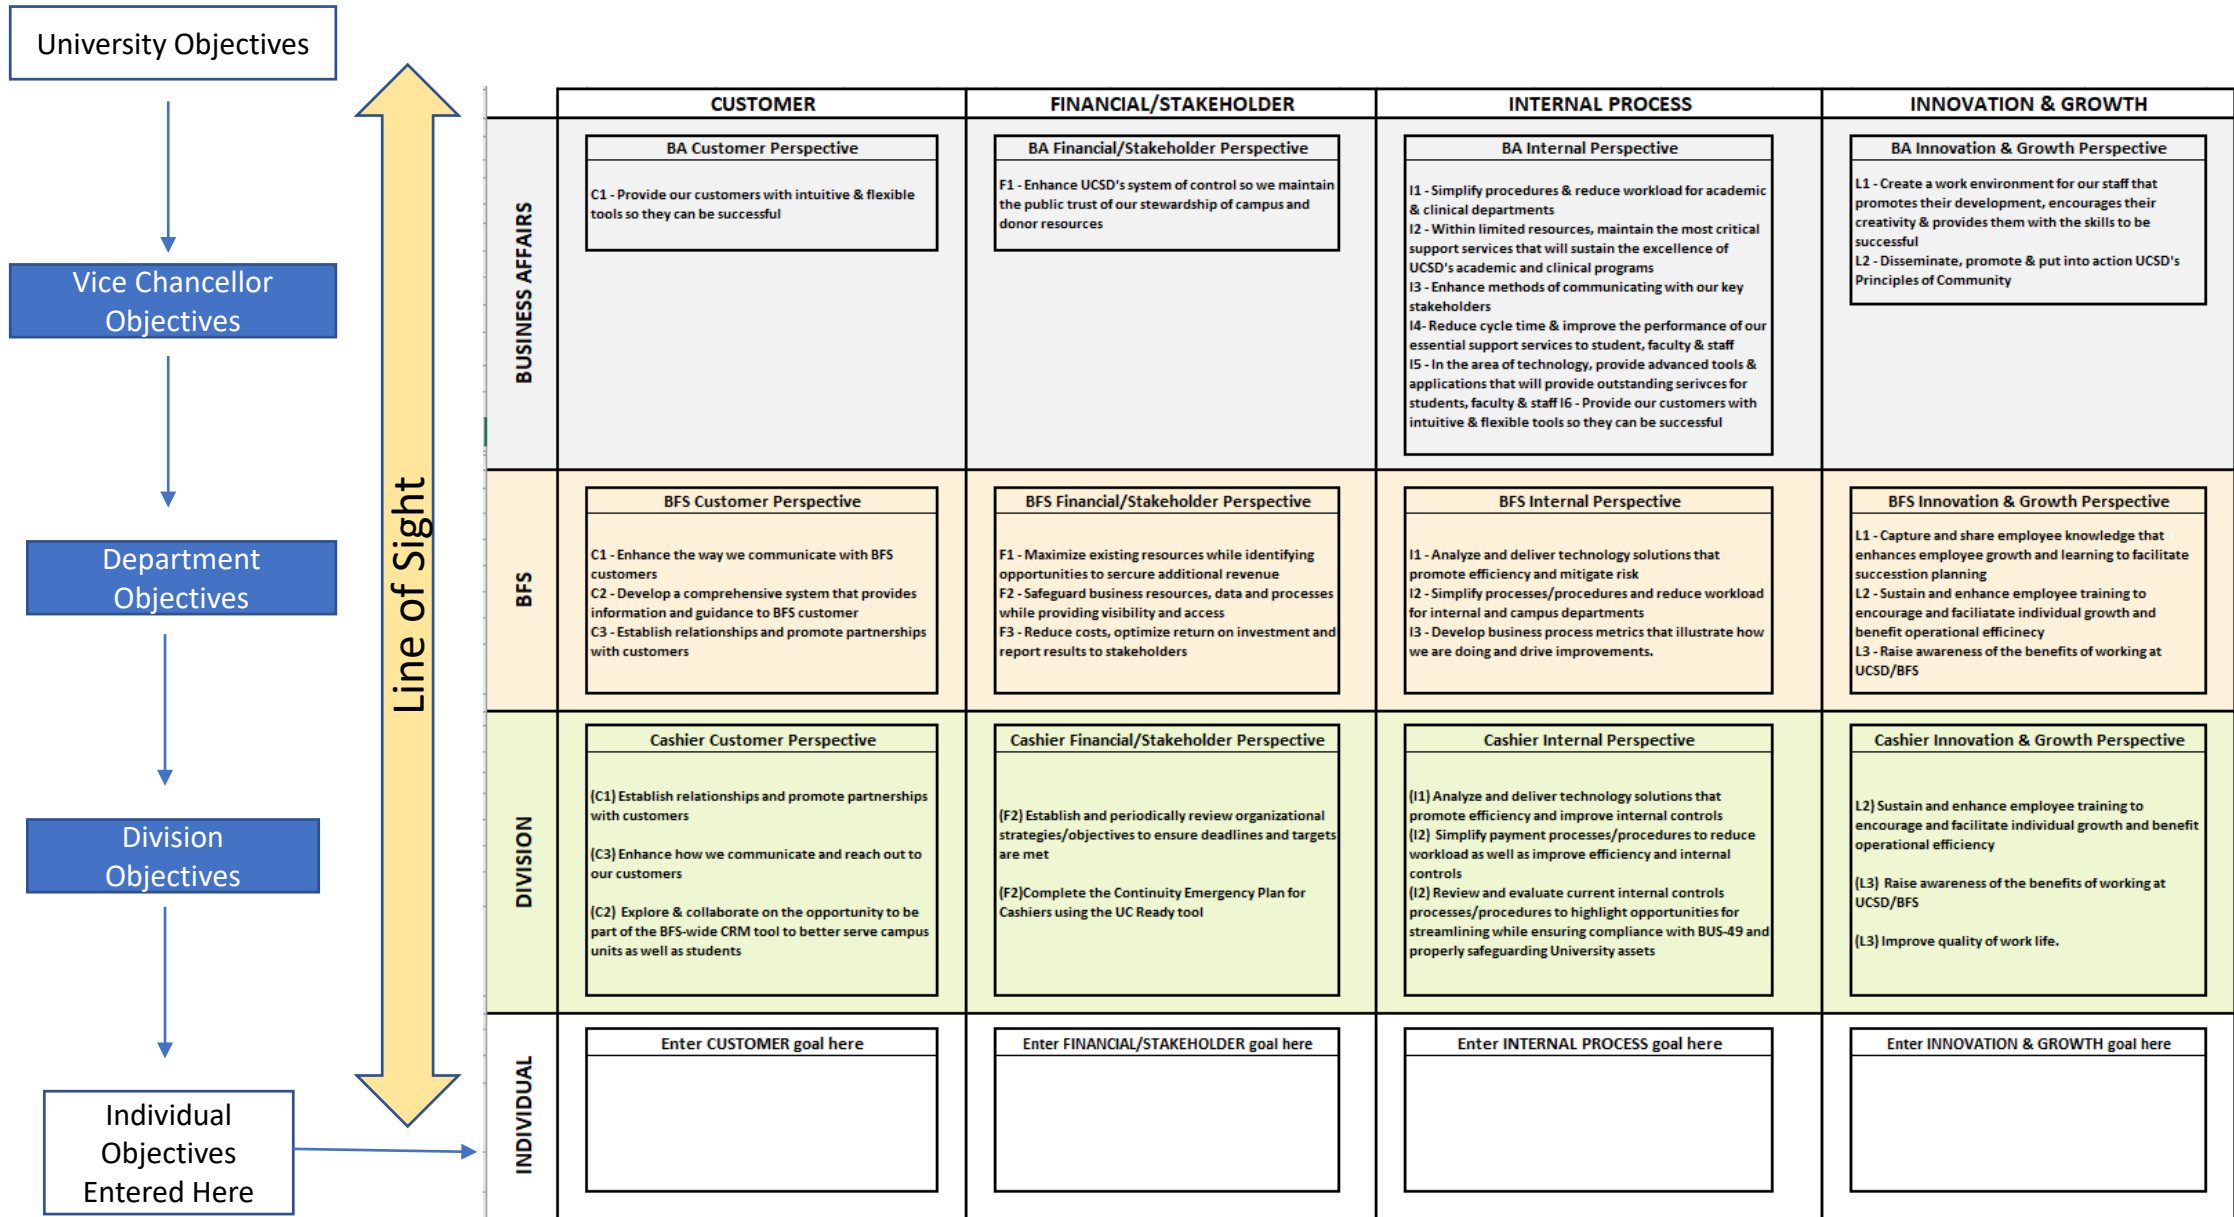 University Objectives
Vice Chancellor
Objectives
Department
Objectives
Division
Objectives
Individual
Objectives
Entered Here
Line of Sight
CUSTOMER
FINANCIAL/STAKEHOLDER
INTERNAL PROCESS
INNOVATION & GROWTH
BUSINESS AFFAIRS
BA Customer Perspective
C1 - Provide our customers with intuitive & flexible
tools so they can be successful
BA Financial/Stakeholder Perspective
F1 - Enhance UCSD's system of control so we maintain
the public trust of our stewardship of campus and
donor resources
BA Internal Perspective
I1 - Simplify procedures & reduce workload for academic
& clinical departments
I2 - Within limited resources, maintain the most critical
support services that will sustain the excellence of
UCSD's academic and clinical programs
I3 - Enhance methods of communicating with our key
stakeholders
I4- Reduce cycle time & improve the performance of our
essential support services to student, faculty & staff
I5 - In the area of technology, provide advanced tools &
applications that will provide outstanding serivces for
students, faculty & staff I6 - Provide our customers with
intuitive & flexible tools so they can be successful
BA Innovation & Growth Perspective
L1 - Create a work environment for our staff that
promotes their development, encourages their
creativity & provides them with the skills to be
successful
L2 - Disseminate, promote & put into action UCSD's
Principles of Community
BFS
BFS Customer Perspective
C1 - Enhance the way we communicate with BFS
customers
C2 - Develop a comprehensive system that provides
information and guidance to BFS customer
C3 - Establish relationships and promote partnerships
with customers
BFS Financial/Stakeholder Perspective
F1 - Maximize existing resources while identifying
opportunities to sercure additional revenue
F2 - Safeguard business resources, data and processes
while providing visibility and access
F3 - Reduce costs, optimize return on investment and
report results to stakeholders
BFS Internal Perspective
I1 - Analyze and deliver technology solutions that
promote efficiency and mitigate risk
I2 - Simplify processes/procedures and reduce workload
for internal and campus departments
I3 - Develop business process metrics that illustrate how
we are doing and drive improvements.
BFS Innovation & Growth Perspective
L1 - Capture and share employee knowledge that
enhances employee growth and learning to facilitate
successtion planning
L2 - Sustain and enhance employee training to
encourage and faciliatate individual growth and
benefit operational efficinecy
L3 - Raise awareness of the benefits of working at
UCSD/BFS
DIVISION
Cashier Customer Perspective
(C1) Establish relationships and promote partnerships
with customers
(C3) Enhance how we communicate and reach out to
our customers
(C2) Explore & collaborate on the opportunity to be
part of the BFS-wide CRM tool to better serve campus
units as well as students
Cashier Financial/Stakeholder Perspective
(F2) Establish and periodically review organizational
strategies/objectives to ensure deadlines and targets
are met
(F2)Complete the Continuity Emergency Plan for
Cashiers using the UC Ready tool
Cashier Internal Perspective
(I1) Analyze and deliver technology solutions that
promote efficiency and improve internal controls
(I2) Simplify payment processes/procedures to reduce
workload as well as improve efficiency and internal
controls
(I2) Review and evaluate current internal controls
processes/procedures to highlight opportunities for
streamlining while ensuring compliance with BUS-49 and
properly safeguarding University assets
Cashier Innovation & Growth Perspective
L2) Sustain and enhance employee training to
encourage and facilitate individual growth and benefit
operational efficiency
(L3) Raise awareness of the benefits of working at
UCSD/BFS
(L3) Improve quality of work life.
INDIVIDUAL
Enter CUSTOMER goal here
Enter FINANCIAL/STAKEHOLDER goal here
Enter INTERNAL PROCESS goal here
Enter INNOVATION & GROWTH goal here